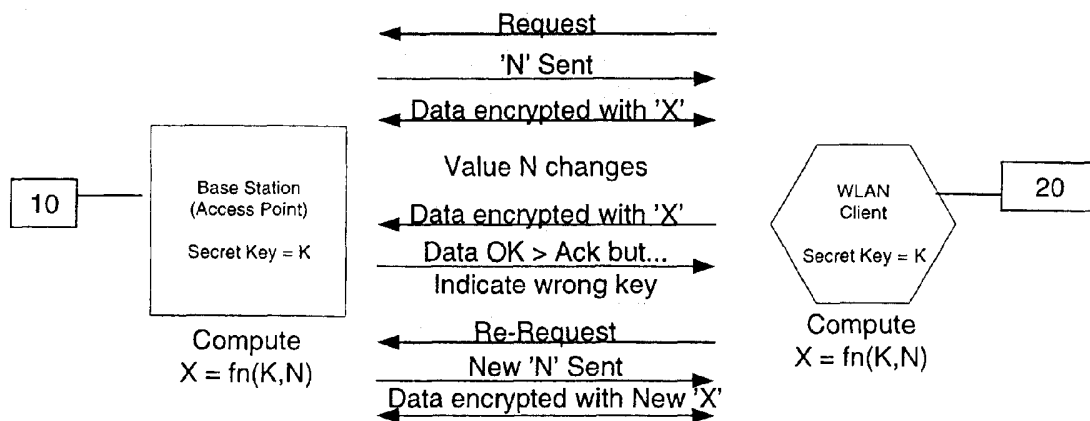 Request
'N' Sent
Data encrypted with 'X'
Value N changes
Data encrypted with 'X'
Data OK > Ack but...
Indicate wrong key
Re-Request
New 'N' Sent
Data encrypted with New 'X'
10
Base Station
(Access Point)
Secret Key = K
Compute
X = fn(K,N)
20
WLAN
Client
Secret Key = K
Compute
X = fn(K,N)